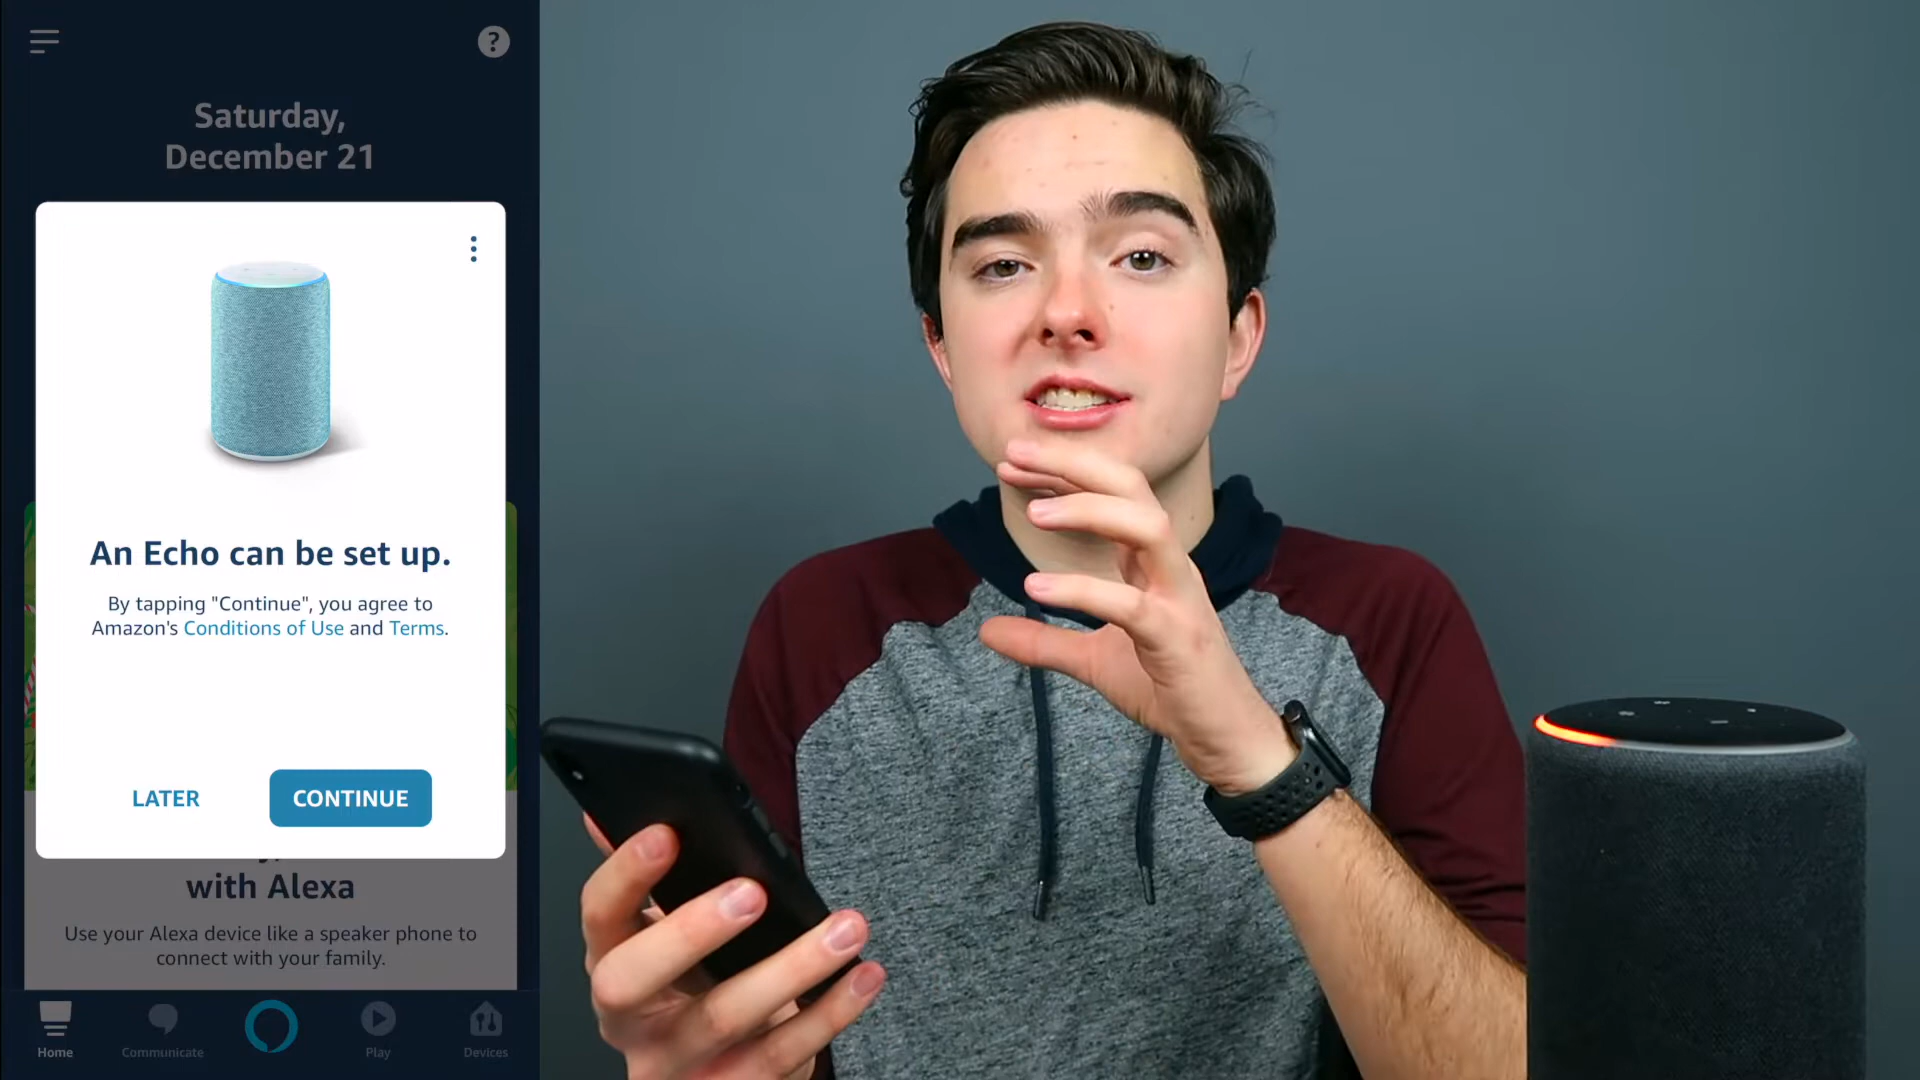 ?
Saturday,
December 21
An Echo can be set up.
By tapping "Continue", you agree to
Amazon's Conditions of Use and Terms.
LATER
CONTINUE
with Alexa
Use your Alexa device like a speaker phone to
connect with your family.
Home
Communicate
Play
Devices